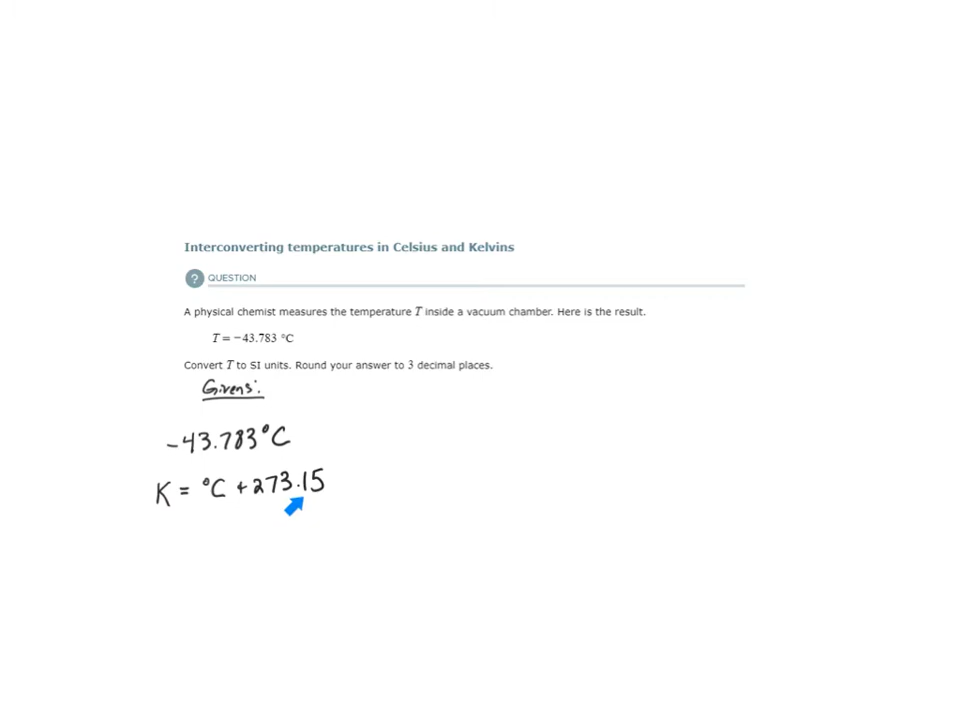 Interconverting temperatures in Celsius and Kelvins
? QUESTION
A physical chemist measures the temperature T inside a vacuum chamber. Here is the result.
T = −43.783 °C
Convert T to SI units. Round your answer to 3 decimal places.
Givens:
-43.783°C
K = °C + 273.15